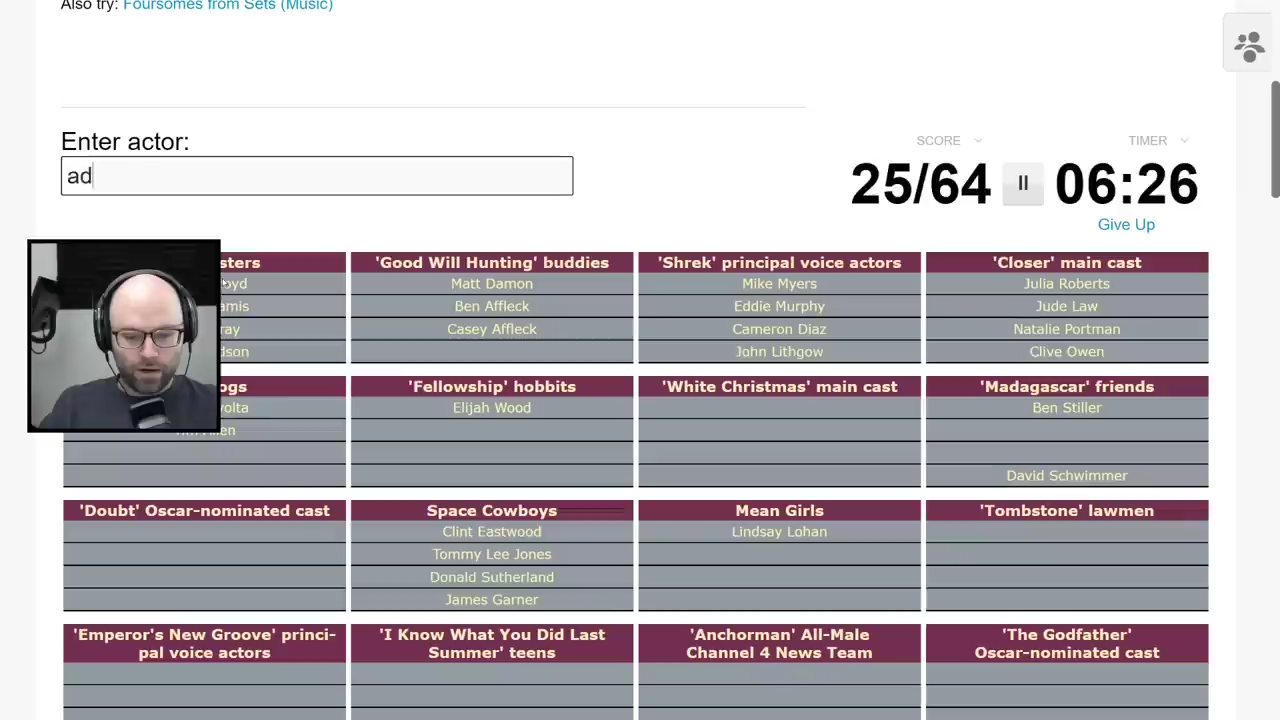 Also try: Foursomes from Sets (Music)
Enter actor:
ad
SCORE
TIMER
25/64
06:26
Give Up
'Good Will Hunting' buddies
'Shrek' principal voice actors
'Closer' main cast
Matt Damon
Mike Myers
Julia Roberts
Ben Affleck
Eddie Murphy
Jude Law
Casey Affleck
Cameron Diaz
Natalie Portman
John Lithgow
Clive Owen
'Fellowship' hobbits
'White Christmas' main cast
'Madagascar' friends
Elijah Wood
Ben Stiller
David Schwimmer
'Doubt' Oscar-nominated cast
Space Cowboys
Mean Girls
'Tombstone' lawmen
Clint Eastwood
Lindsay Lohan
Tommy Lee Jones
Donald Sutherland
James Garner
'Emperor's New Groove' princi-
pal voice actors
'I Know What You Did Last
Summer' teens
'Anchorman' All-Male
Channel 4 News Team
'The Godfather'
Oscar-nominated cast